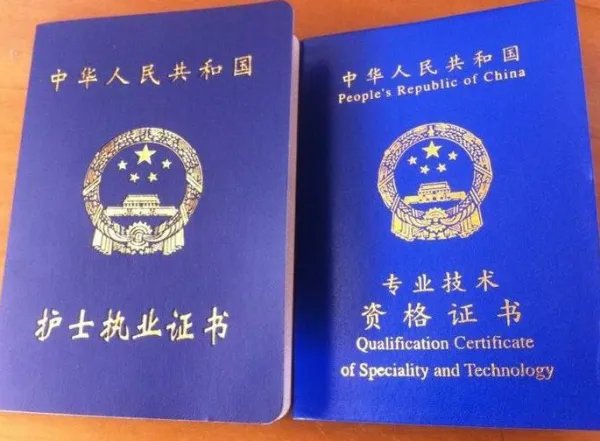 中华人民共和国
护士执业证书
中华人民共和国
People's Republic of China
专业技术
资格证书
Qualification Certificate
of Speciality and Technology